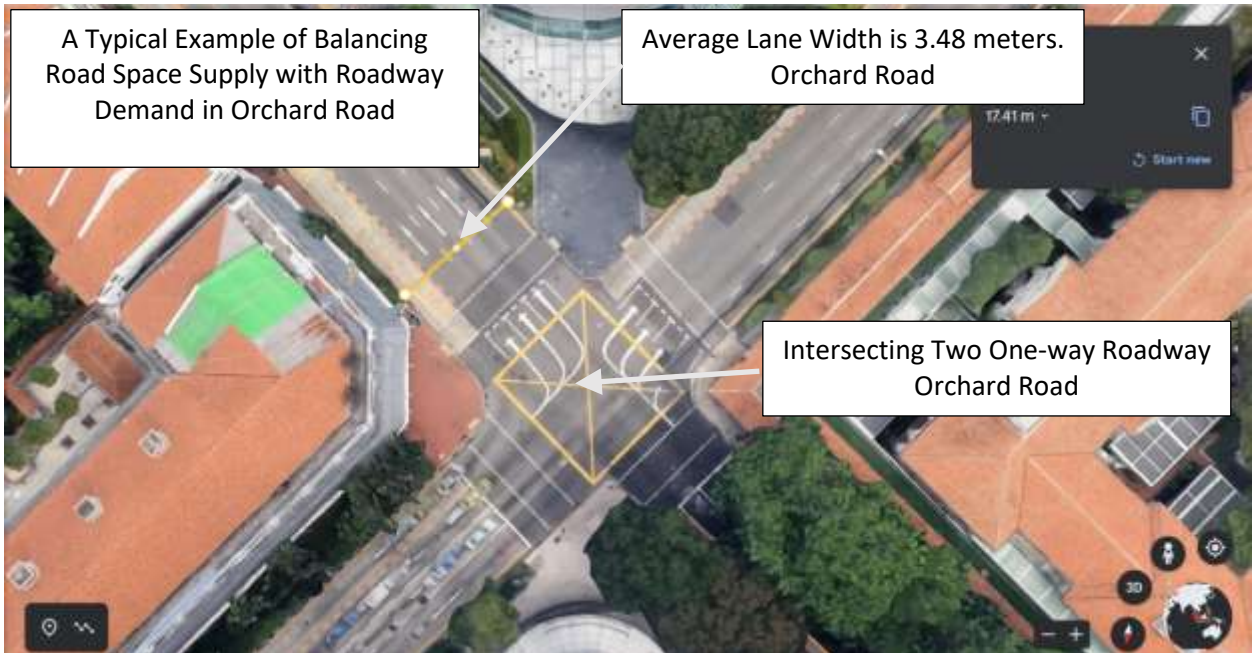 A Typical Example of Balancing
Road Space Supply with Roadway
Demand in Orchard Road
Average Lane Width is 3.48 meters.
Orchard Road
17.41 m
Start new
Intersecting Two One-way Roadway
Orchard Road
3D